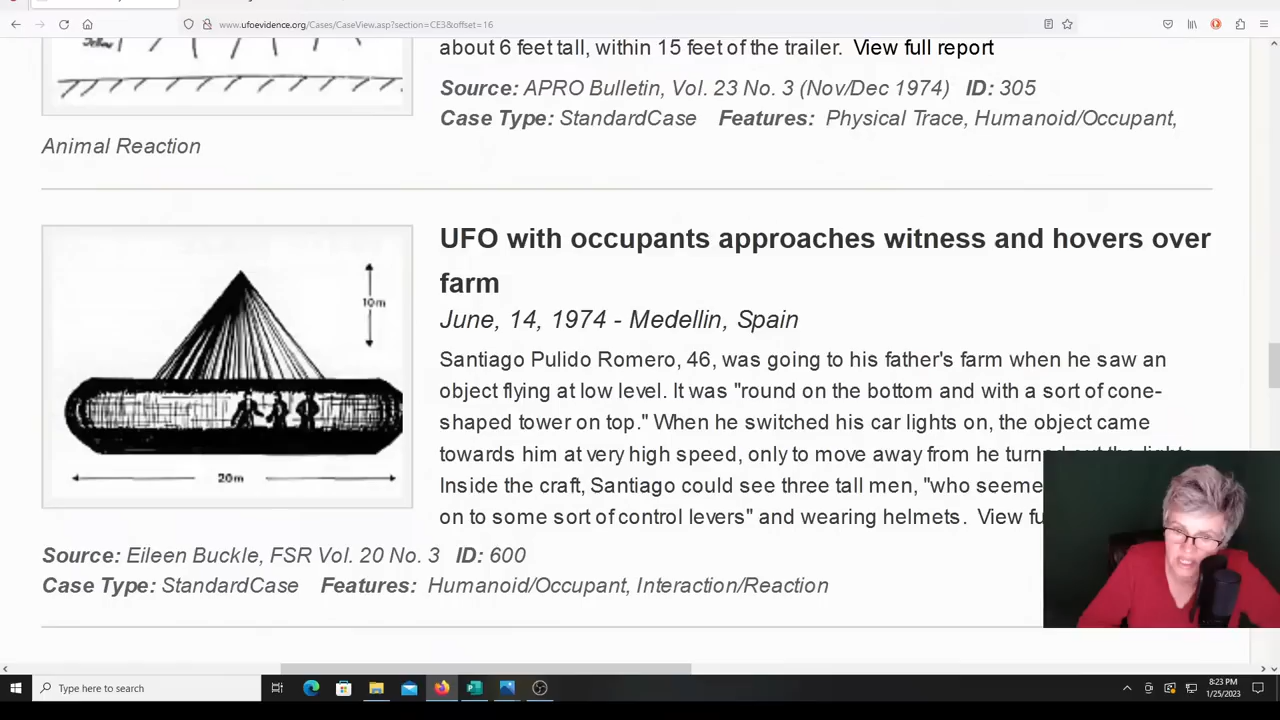 www.ufoevidence.org/Cases/CaseView.asp?section=CE3&offset=16
about 6 feet tall, within 15 feet of the trailer. View full report
Source: APRO Bulletin, Vol. 23 No. 3 (Nov/Dec 1974) ID: 305
Case Type: StandardCase Features: Physical Trace, Humanoid/Occupant,
Animal Reaction
10m
20m
UFO with occupants approaches witness and hovers over
farm
June, 14, 1974 - Medellin, Spain
Santiago Pulido Romero, 46, was going to his father's farm when he saw an
object flying at low level. It was "round on the bottom and with a sort of cone-
shaped tower on top." When he switched his car lights on, the object came
towards him at very high speed, only to move away from he turned out the lights.
Inside the craft, Santiago could see three tall men, "who
on to some sort of control levers" and wearing helmets. View
Source: Eileen Buckle, FSR Vol. 20 No. 3 ID: 600
Case Type: StandardCase Features: Humanoid/Occupant, Interaction/Reaction
Type here to search
8:23 PM
1/25/2023